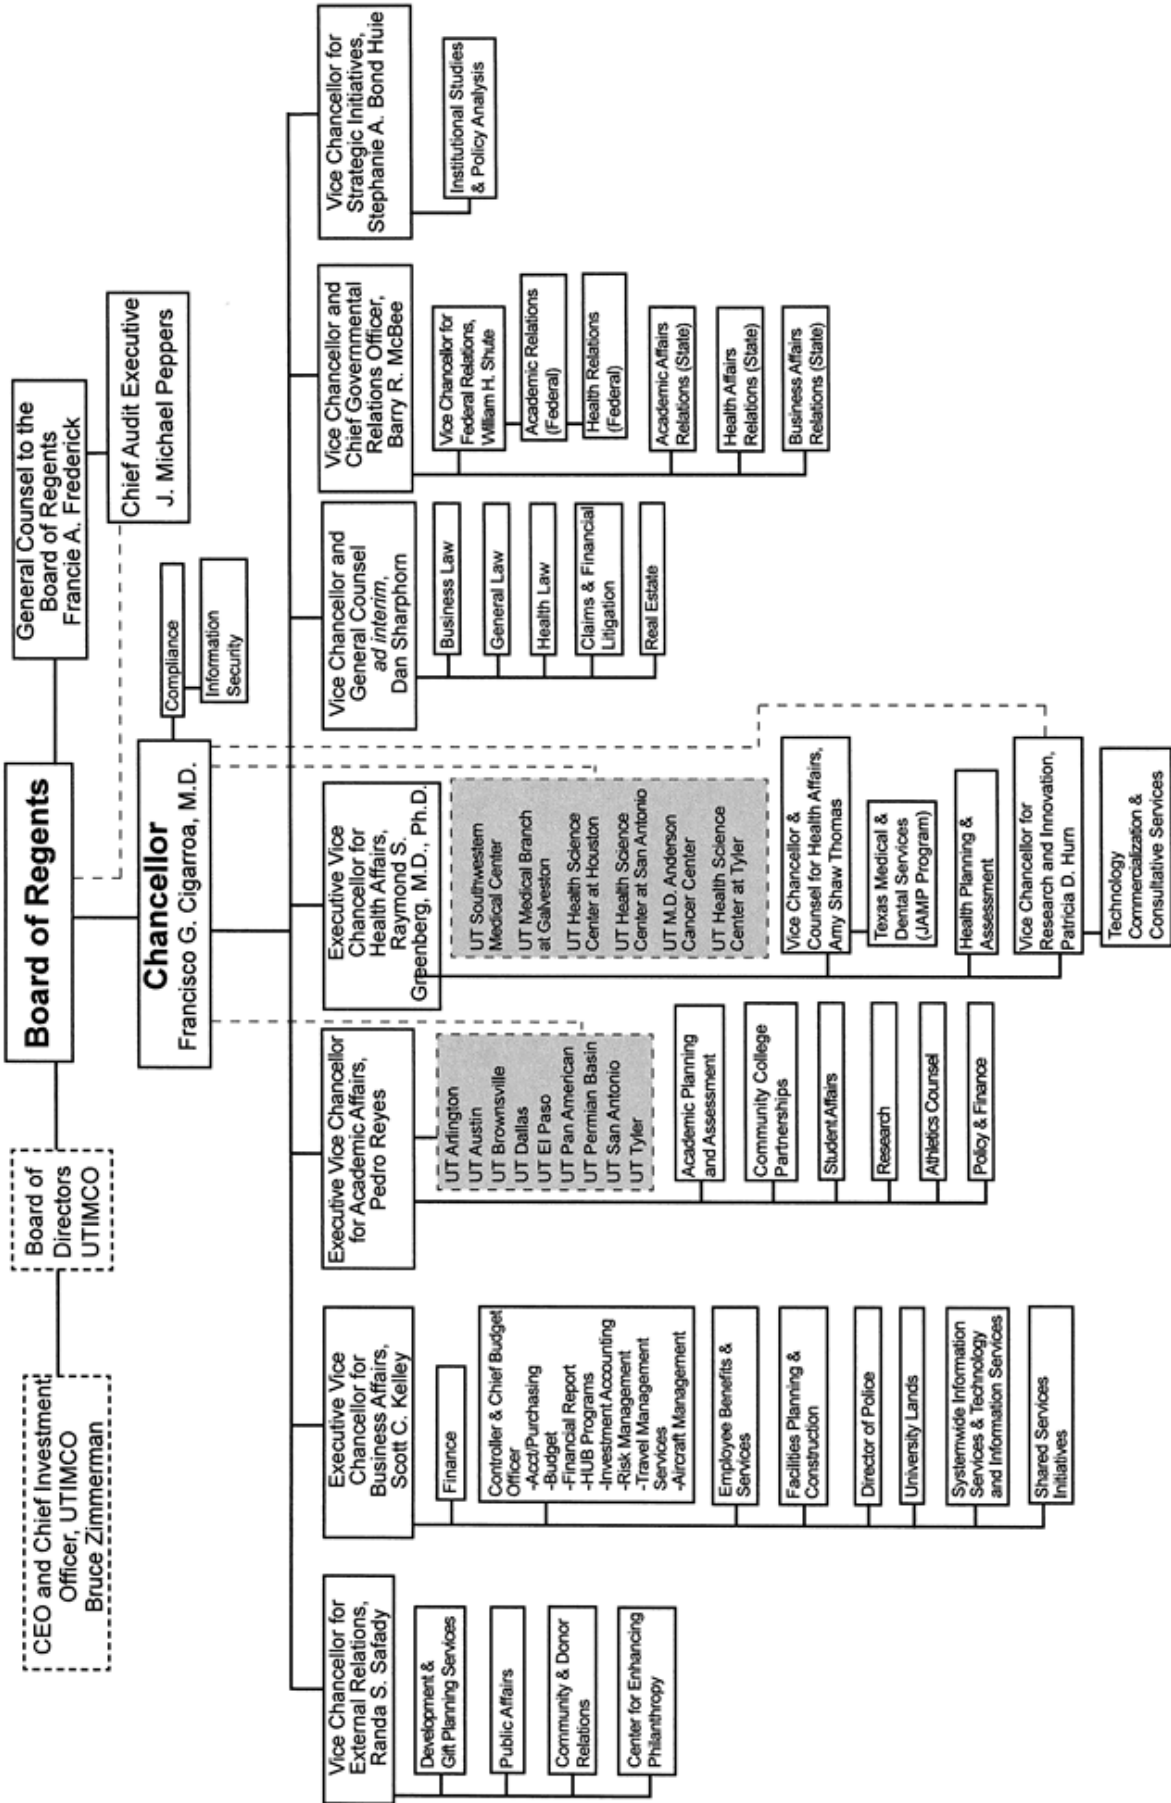 Board of Regents
General Counsel to the
Board of Regents
Francie A. Frederick
Chief Audit Executive
J. Michael Peppers
Board of
Directors
UTIMCO
CEO and Chief Investment
Officer, UTIMCO
Bruce Zimmerman
Chancellor
Francisco G. Cigarroa, M.D.
Compliance
Information
Security
Vice Chancellor for
External Relations,
Randa S. Safady
Development &
Gift Planning Services
Public Affairs
Community & Donor
Relations
Center for Enhancing
Philanthropy
Executive Vice
Chancellor for
Business Affairs,
Scott C. Kelley
Finance
Controller & Chief Budget
Officer
-Acct/Purchasing
-Budget
-Financial Report
-HUB Programs
-Investment Accounting
-Risk Management
-Travel Management
Services
-Aircraft Management
Employee Benefits &
Services
Facilities Planning &
Construction
Director of Police
University Lands
Systemwide Information
Services & Technology
and Information Services
Shared Services
Initiatives
Executive Vice Chancellor
for Academic Affairs,
Pedro Reyes
UT Arlington
UT Austin
UT Brownsville
UT Dallas
UT El Paso
UT Pan American
UT Permian Basin
UT San Antonio
UT Tyler
Academic Planning
and Assessment
Community College
Partnerships
Student Affairs
Research
Athletics Counsel
Policy & Finance
Executive Vice
Chancellor for
Health Affairs,
Raymond S.
Greenberg, M.D., Ph.D.
UT Southwestern
Medical Center
UT Medical Branch
at Galveston
UT Health Science
Center at Houston
UT Health Science
Center at San Antonio
UT M.D. Anderson
Cancer Center
UT Health Science
Center at Tyler
Vice Chancellor &
Counsel for Health Affairs,
Amy Shaw Thomas
Texas Medical &
Dental Services
(JAMP Program)
Health Planning &
Assessment
Vice Chancellor for
Research and Innovation,
Patricia D. Hurn
Technology
Commercialization &
Consultative Services
Vice Chancellor and
General Counsel
ad interim,
Dan Sharphorn
Business Law
General Law
Health Law
Claims & Financial
Litigation
Real Estate
Vice Chancellor and
Chief Governmental
Relations Officer,
Barry R. McBee
Vice Chancellor for
Federal Relations,
William H. Shute
Academic Relations
(Federal)
Health Relations
(Federal)
Academic Affairs
Relations (State)
Health Affairs
Relations (State)
Business Affairs
Relations (State)
Vice Chancellor for
Strategic Initiatives,
Stephanie A. Bond Huie
Institutional Studies
& Policy Analysis